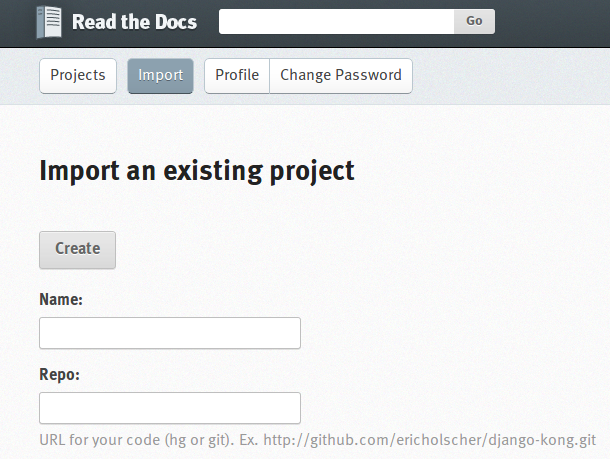 Read the Docs Go
Projects Import Profile Change Password
Import an existing project
Create
Name:
Repo:
URL for your code (hg or git). Ex. http://github.com/ericholscher/django-kong.git